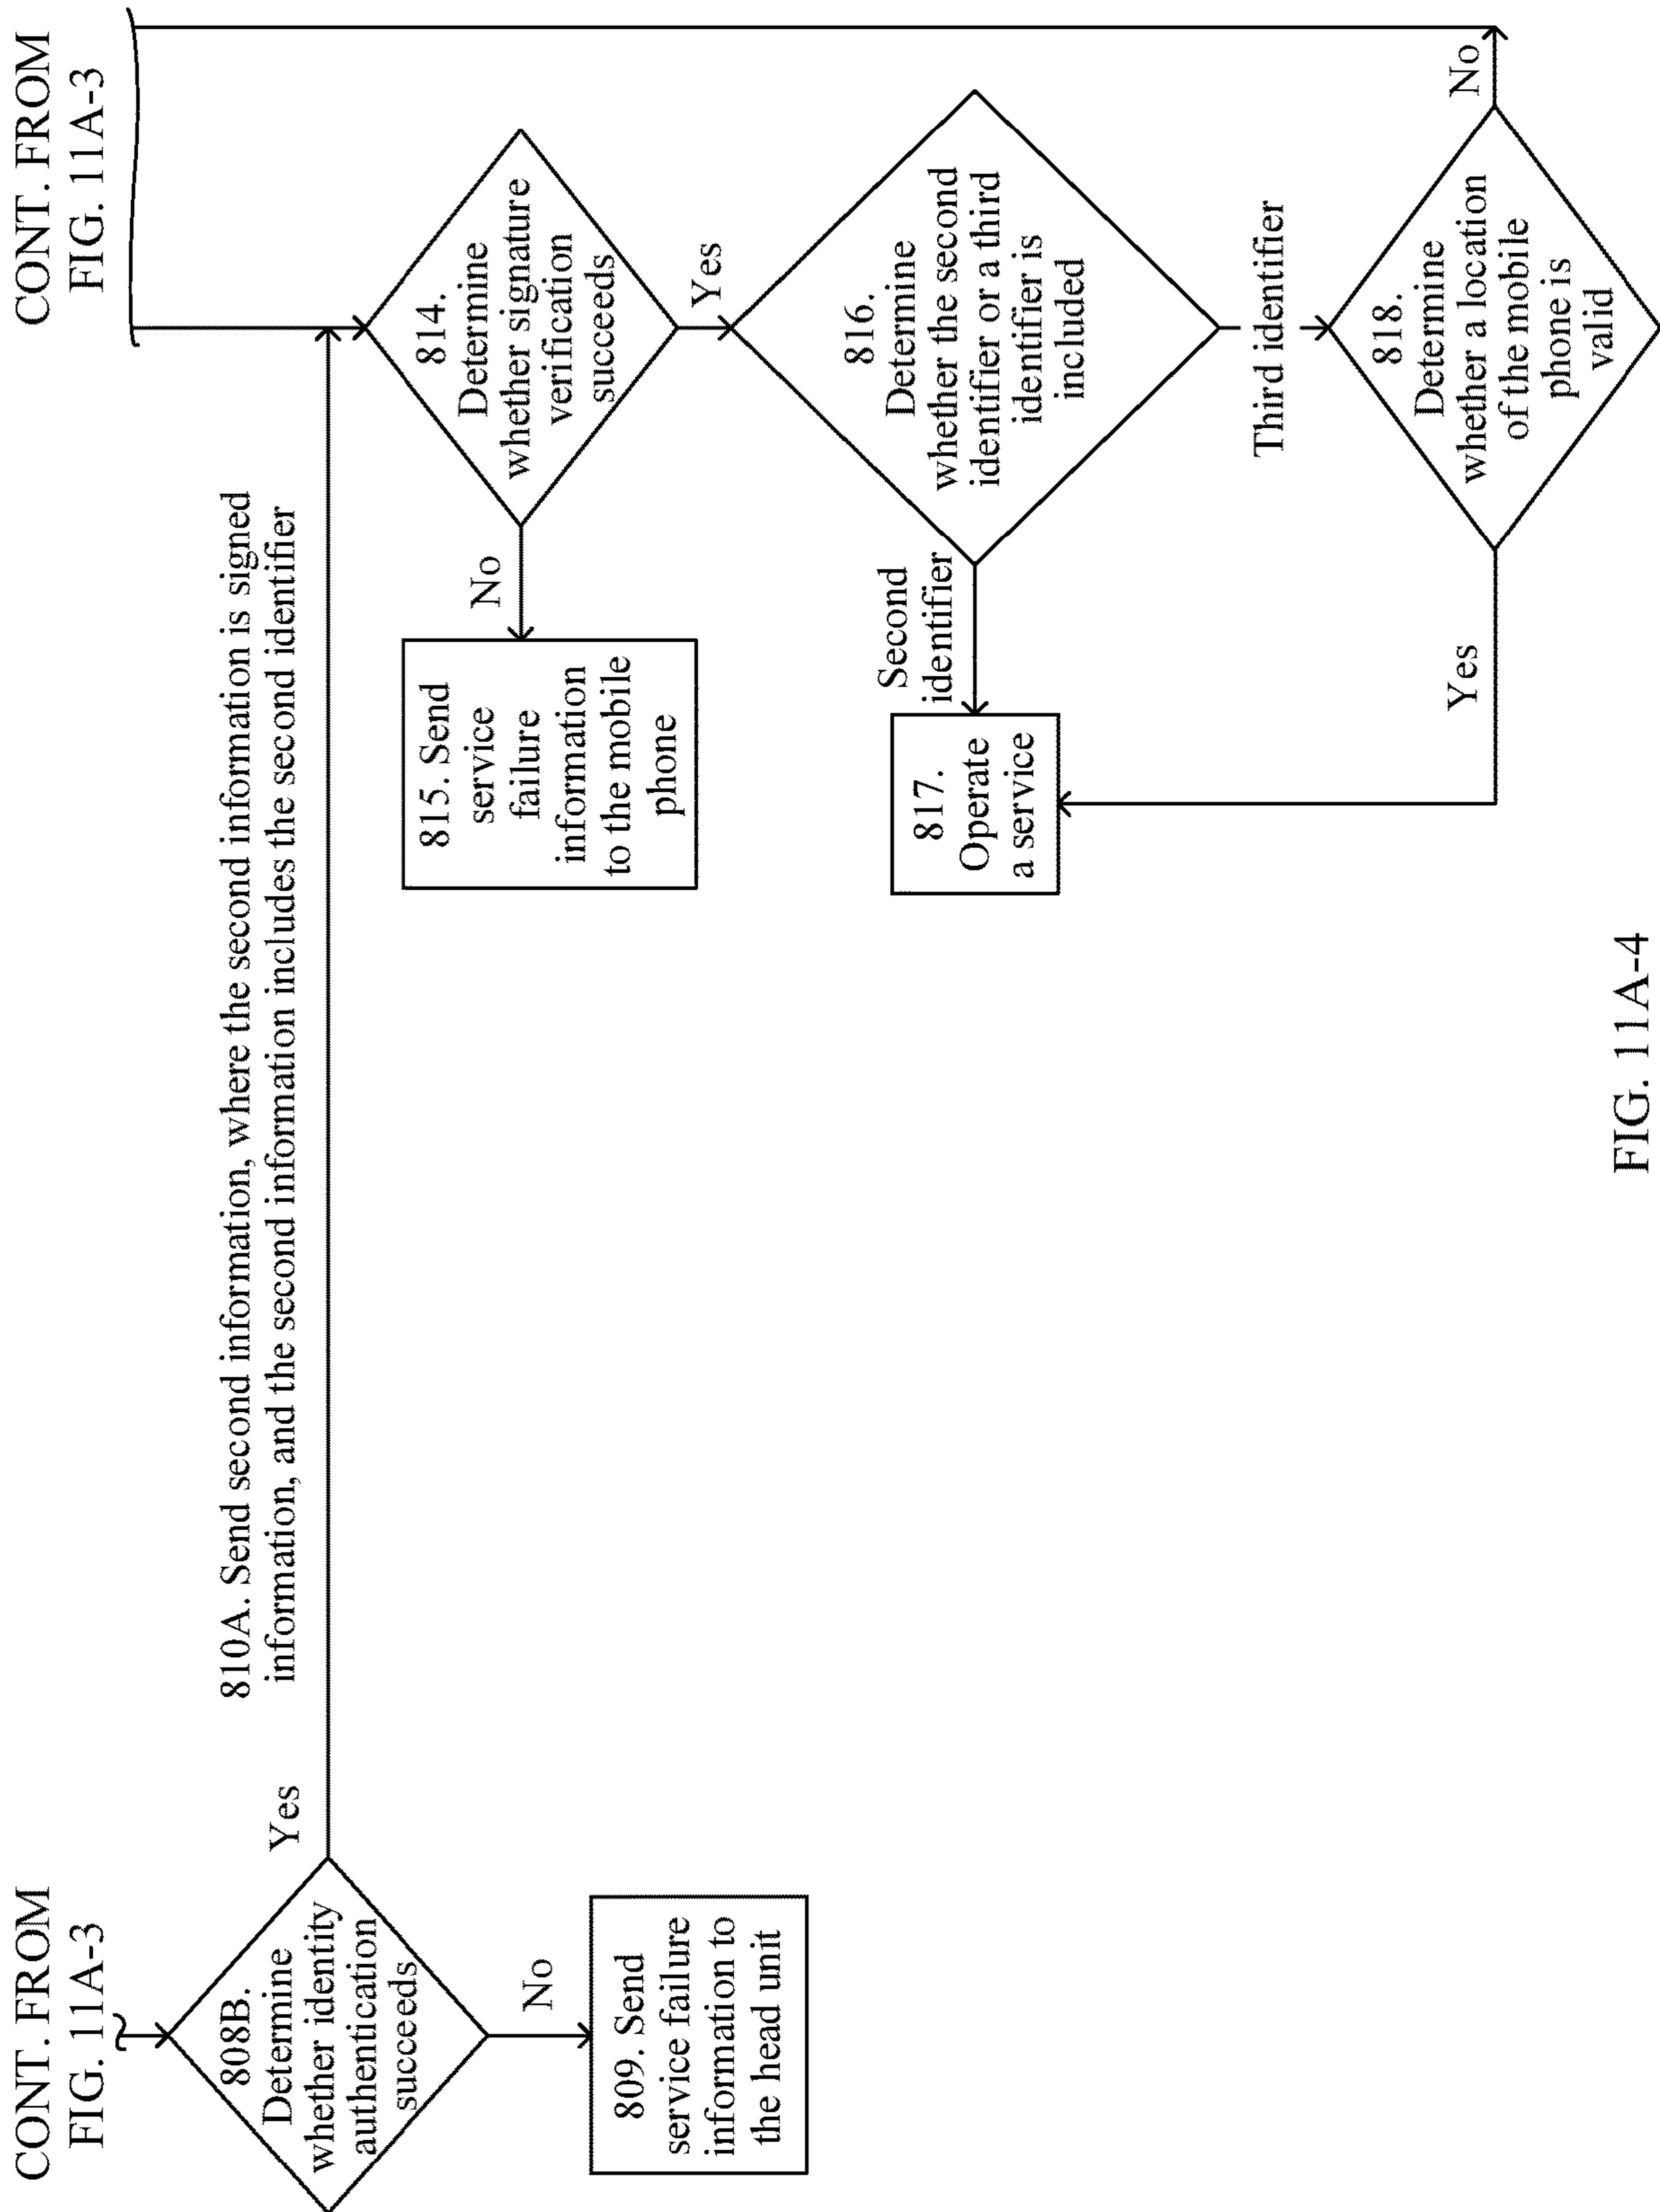 CONT. FROM
FIG. 11A-3
CONT. FROM
FIG. 11A-3
808B.
Determine
whether identity
authentication
succeeds
Yes
No
809. Send
service failure
information to
the head unit
810A. Send second information, where the second information is signed
information, and the second information includes the second identifier
814.
Determine
whether signature
verification
succeeds
No
Yes
815. Send
service
failure
information
to the mobile
phone
816.
Determine
whether the second
identifier or a third
identifier is
included
Second
identifier
817.
Operate
a service
Third identifier
818.
Determine
whether a location
of the mobile
phone is
valid
Yes
No
FIG. 11A-4